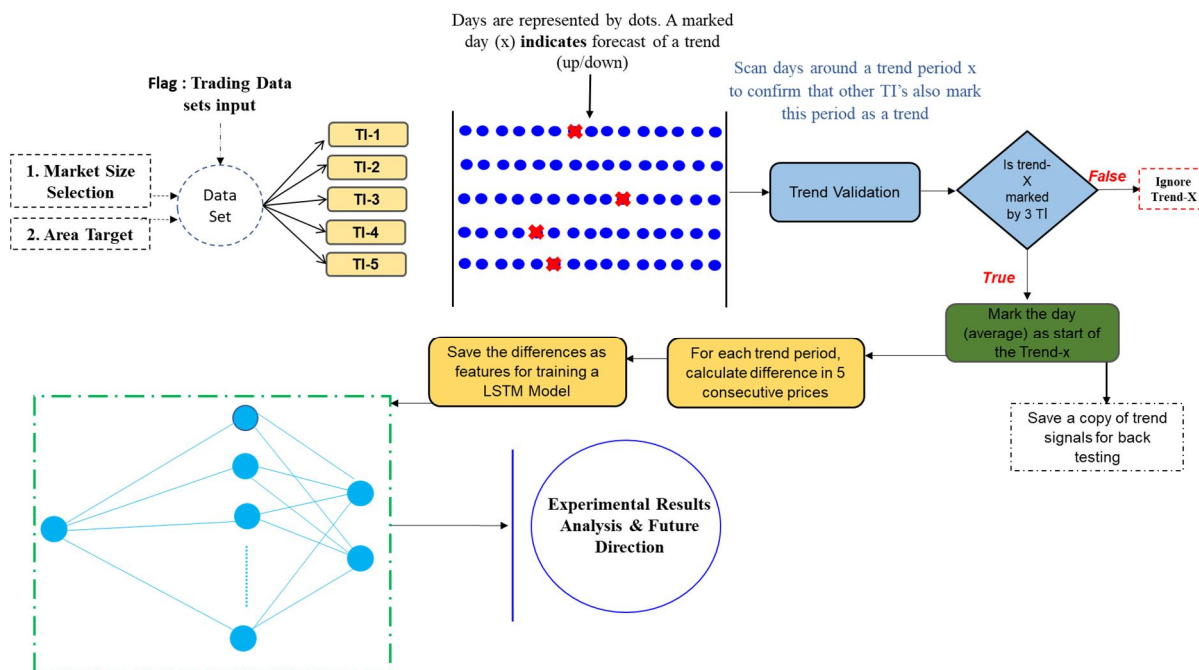 Days are represented by dots. A marked
day (x) indicates forecast of a trend
(up/down)
Flag : Trading Data
sets input
Scan days around a trend period x
to confirm that other TI's also mark
this period as a trend
1. Market Size
Selection
2. Area Target
Data
Set
TI-1
TI-2
TI-3
TI-4
TI-5
Trend Validation
Is trend-
X
marked
by 3 TI
False
Ignore
Trend-X
True
Mark the day
(average) as start of
the Trend-x
For each trend period,
calculate difference in 5
consecutive prices
Save the differences as
features for training a
LSTM Model
Save a copy of trend
signals for back
testing
Experimental Results
Analysis & Future
Direction